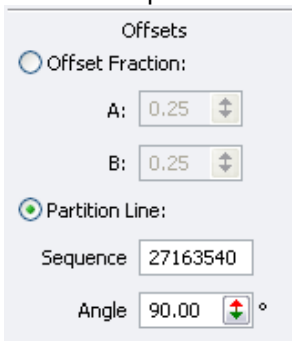 Offsets
Offset Fraction:
A: 0.25
B: 0.25
Partition Line:
Sequence 27163540
Angle 90.00 °